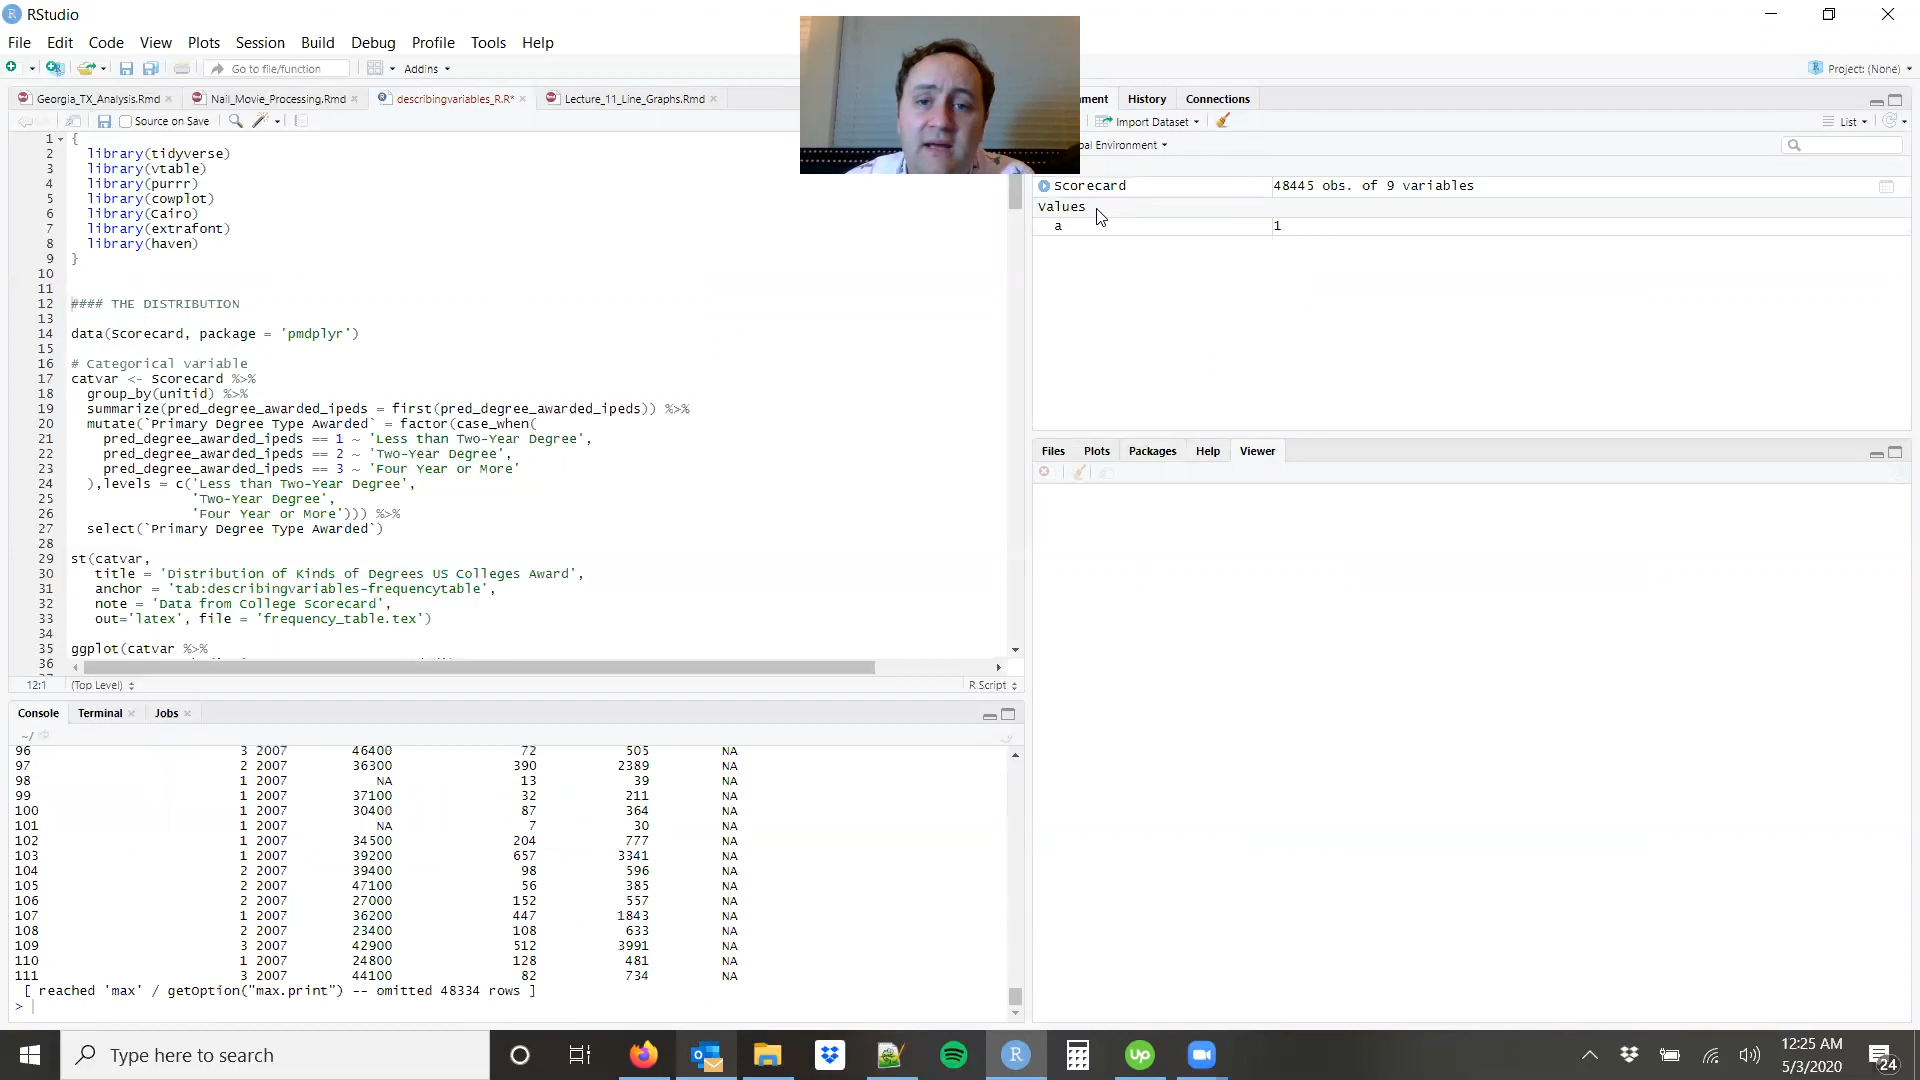 RStudio
File Edit Code View Plots Session Build Debug Profile Tools Help
Go to file/function Addins Project: (None)
Georgia_TX_Analysis.Rmd Nail_Movie_Processing.Rmd describingvariables_R.R* Lecture_11_Line_Graphs.Rmd
Source on Save
1 {
2 library(tidyverse)
3 library(vtable)
4 library(purrr)
5 library(cowplot)
6 library(Cairo)
7 library(extrafont)
8 library(haven)
9 }
10
11
12 #### THE DISTRIBUTION
13
14 data(Scorecard, package = 'pmdplyr')
15
16 # Categorical variable
17 catvar <- Scorecard %>%
18 group_by(unitid) %>%
19 summarize(pred_degree_awarded_ipeds = first(pred_degree_awarded_ipeds)) %>%
20 mutate(`Primary Degree Type Awarded` = factor(case_when(
21 pred_degree_awarded_ipeds == 1 ~ 'Less than Two-Year Degree',
22 pred_degree_awarded_ipeds == 2 ~ 'Two-Year Degree',
23 pred_degree_awarded_ipeds == 3 ~ 'Four Year or More'
24 ),levels = c('Less than Two-Year Degree',
25 'Two-Year Degree',
26 'Four Year or More'))) %>%
27 select(`Primary Degree Type Awarded`)
28
29 st(catvar,
30 title = 'Distribution of Kinds of Degrees US Colleges Award',
31 anchor = 'tab:describingvariables-frequencytable',
32 note = 'Data from College Scorecard',
33 out='latex', file = 'frequency_table.tex')
34
35 ggplot(catvar %>%
36
12:1 (Top Level) R Script
Console Terminal Jobs
~/
96 3 2007 46400 72 505 NA
97 2 2007 36300 390 2389 NA
98 1 2007 NA 13 39 NA
99 1 2007 37100 32 211 NA
100 1 2007 30400 87 364 NA
101 1 2007 NA 7 30 NA
102 1 2007 34500 204 777 NA
103 1 2007 39200 657 3341 NA
104 2 2007 39400 98 596 NA
105 2 2007 47100 56 385 NA
106 2 2007 27000 152 557 NA
107 1 2007 36200 447 1843 NA
108 2 2007 23400 108 633 NA
109 3 2007 42900 512 3991 NA
110 1 2007 24800 128 481 NA
111 3 2007 44100 82 734 NA
[ reached 'max' / getOption("max.print") -- omitted 48334 rows ]
>
nment History Connections
Import Dataset List
bal Environment
Scorecard 48445 obs. of 9 variables
Values
a 1
Files Plots Packages Help Viewer
Type here to search
R
up
12:25 AM
5/3/2020
24